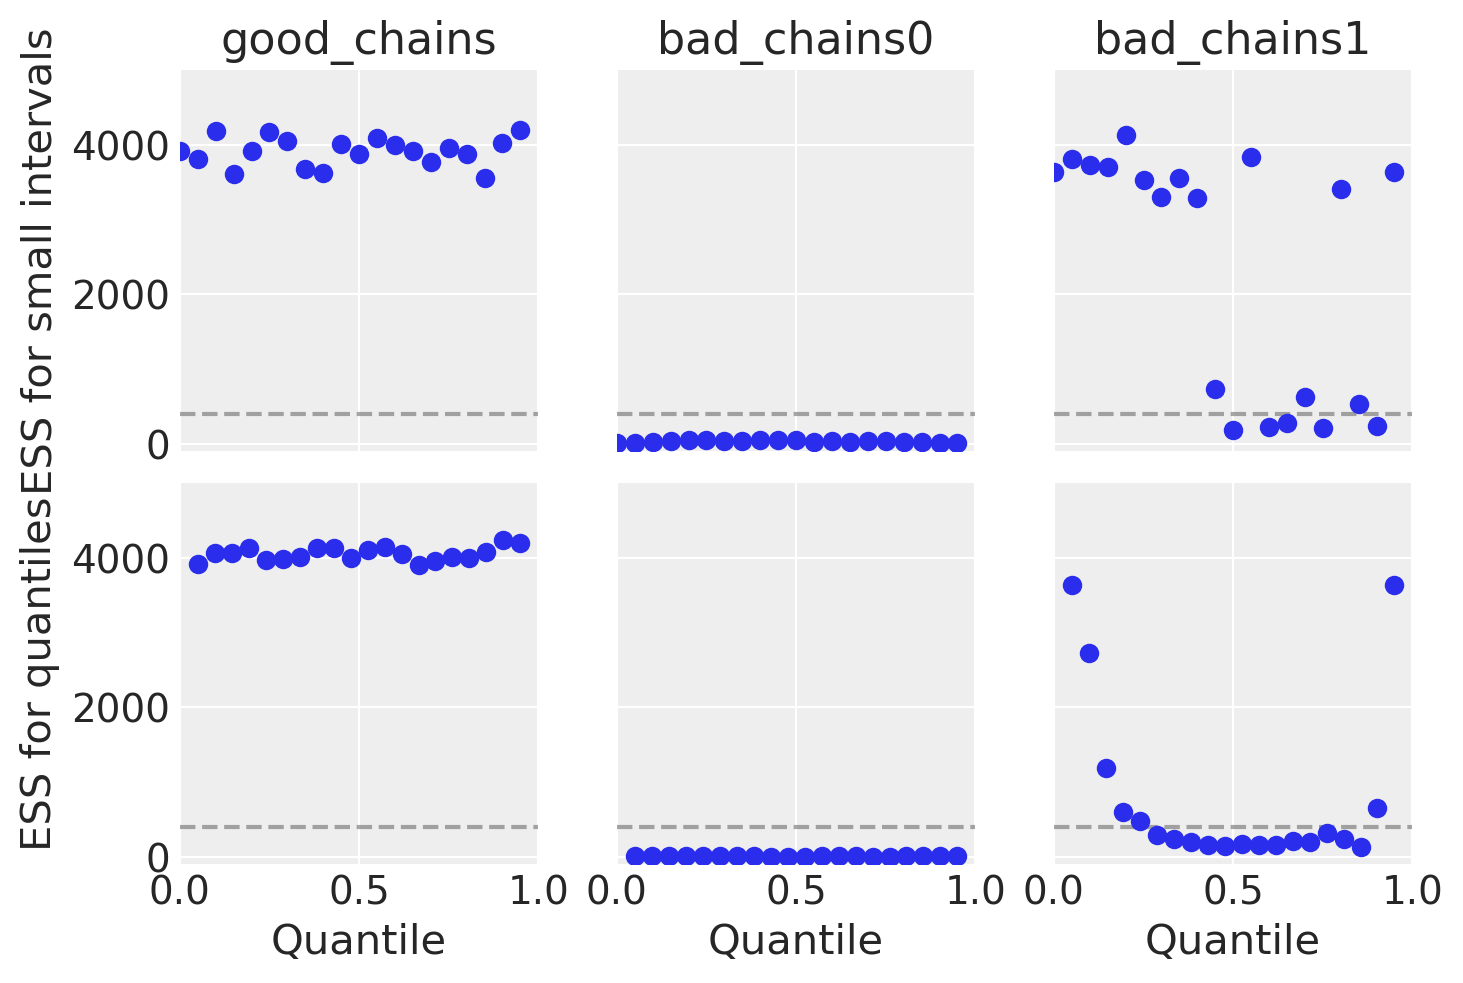 good_chains
bad_chains0
bad_chains1
ESS for small intervals
4000
2000
0
ESS for quantiles
4000
2000
0
0.0 0.5 1.0
0.0 0.5 1.0
0.0 0.5 1.0
Quantile
Quantile
Quantile